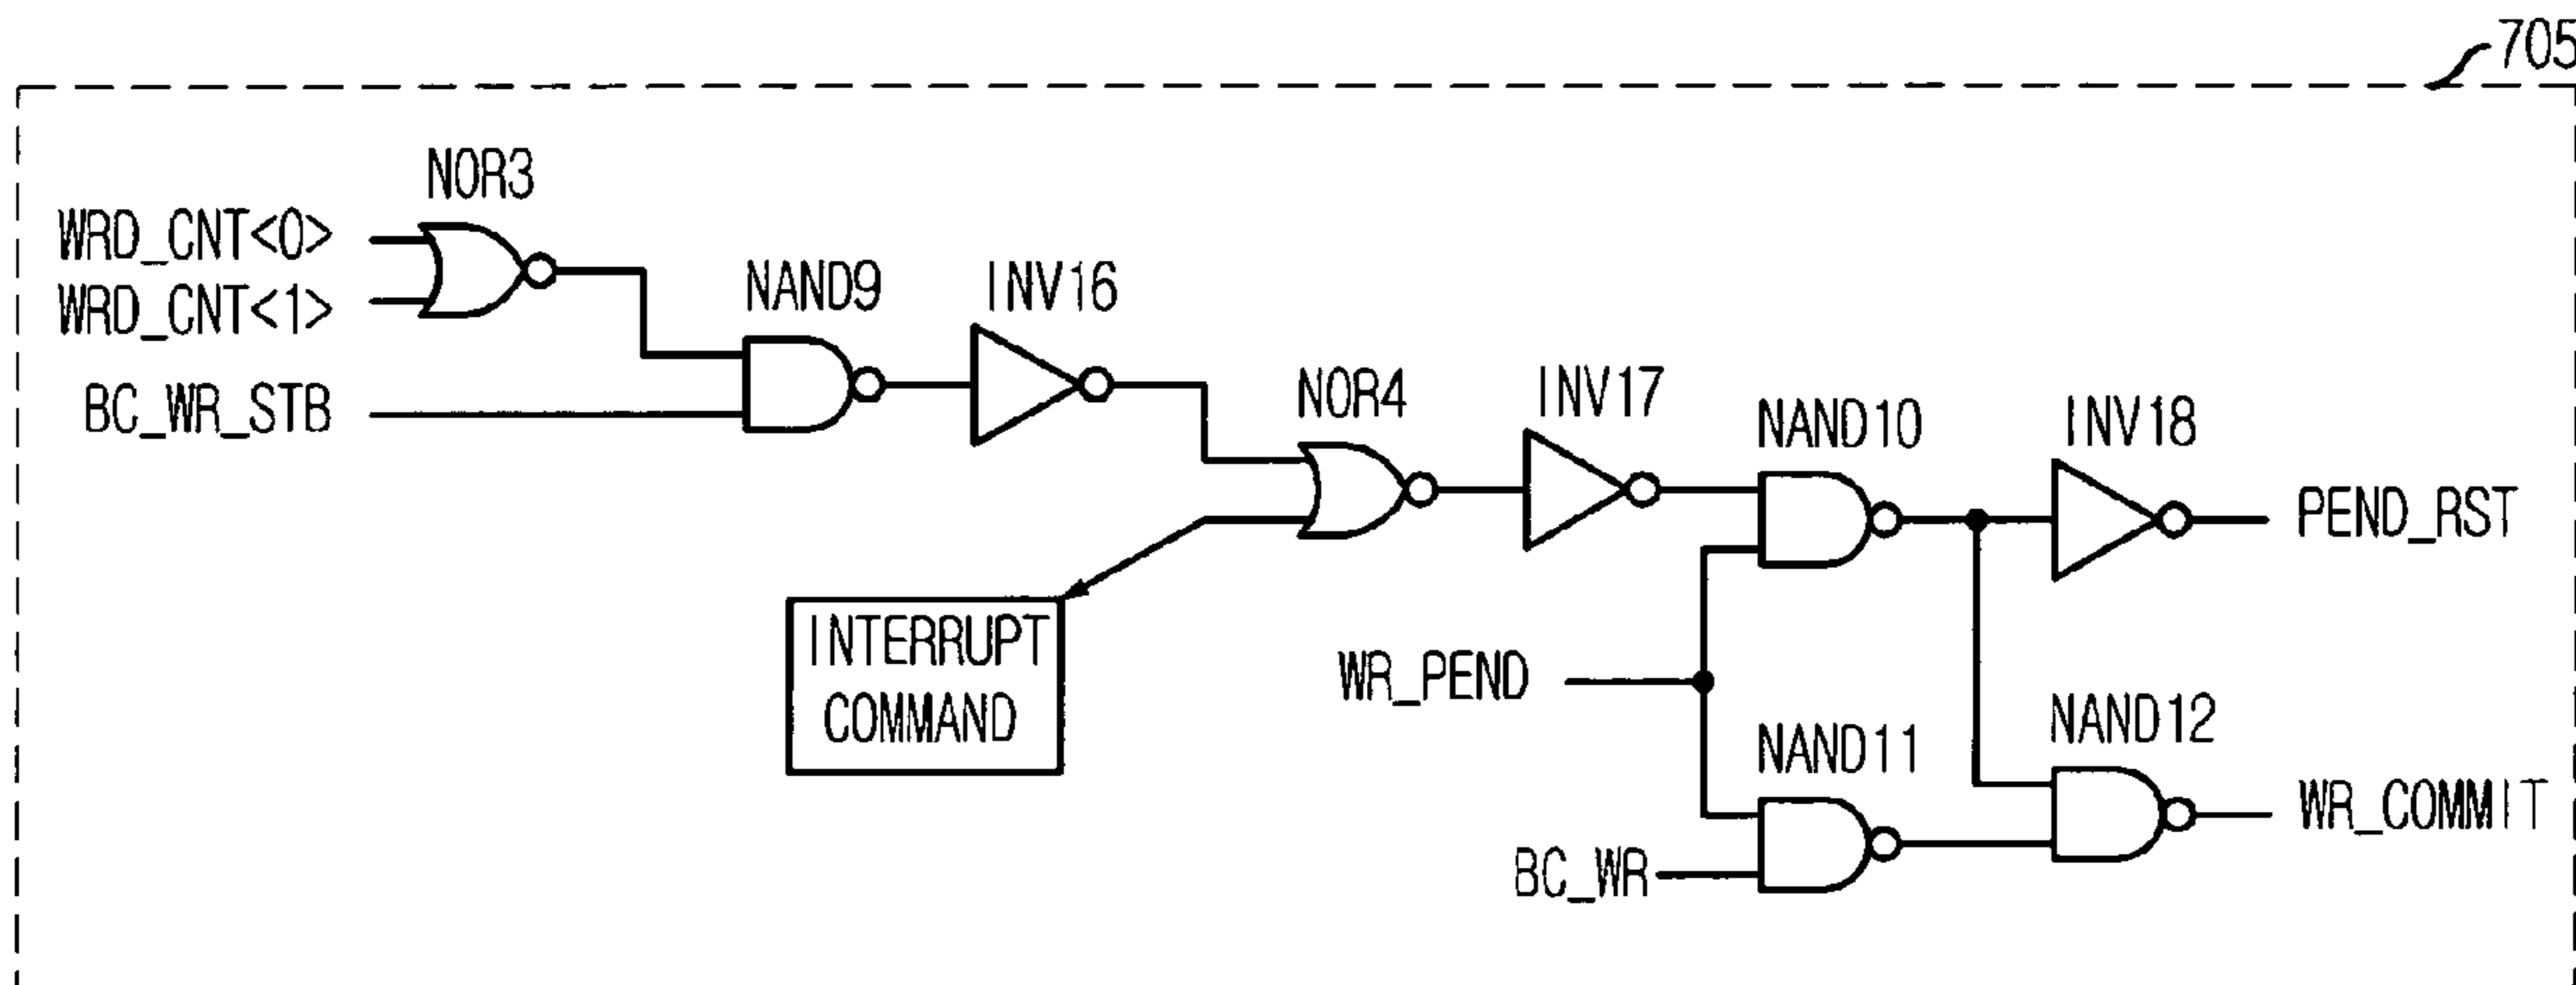 705
NOR3
WRD_CNT<0>
WRD_CNT<1>
NAND9
INV16
BC_WR_STB
NOR4
INV17
NAND10
INV18
PEND_RST
INTERRUPT
COMMAND
WR_PEND
NAND11
NAND12
WR_COMMIT
BC_WR